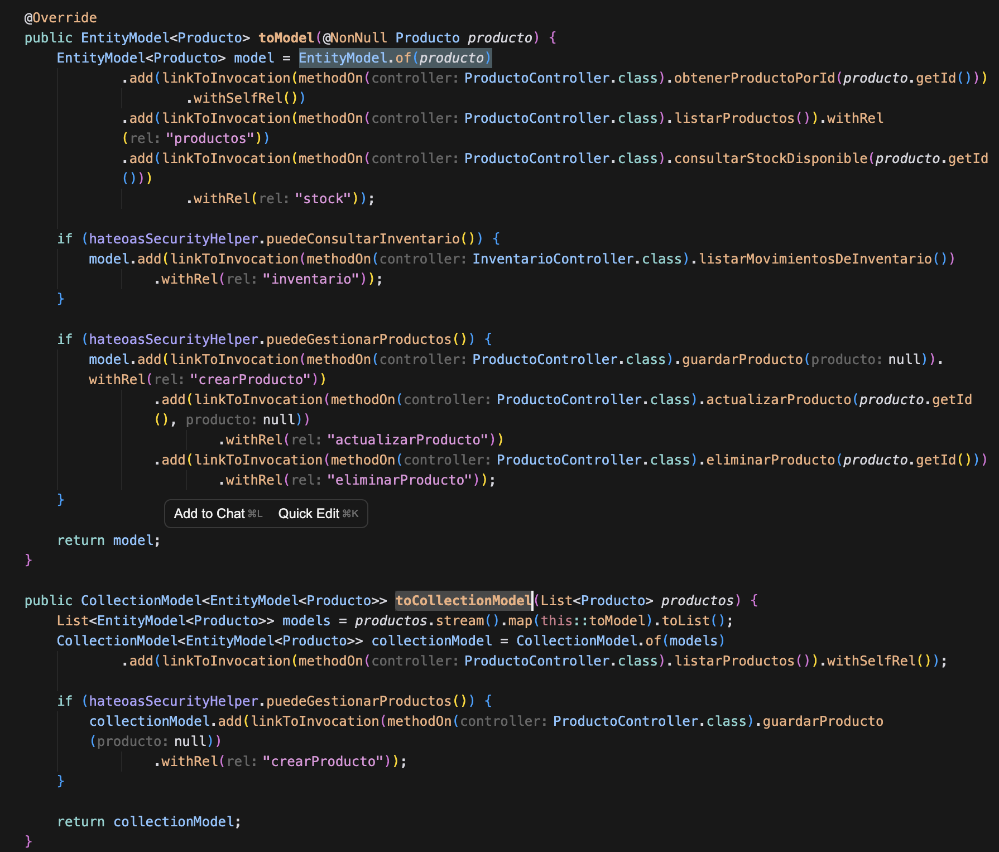 @Override
public EntityModel<Producto> toModel(@NonNull Producto producto) {
EntityModel<Producto> model = EntityModel.of(producto)
.add(linkToInvocation(methodOn(controller: ProductoController.class).obtenerProductoPorId(producto.getId()))
.withSelfRel())
.add(linkToInvocation(methodOn(controller: ProductoController.class).listarProductos()).withRel
(rel: "productos"))
.add(linkToInvocation(methodOn(controller: ProductoController.class).consultarStockDisponible(producto.getId
()))
.withRel(rel: "stock"));
if (hateoasSecurityHelper.puedeConsultarInventario()) {
model.add(linkToInvocation(methodOn(controller: InventarioController.class).listarMovimientosDeInventario())
.withRel(rel: "inventario"));
}
if (hateoasSecurityHelper.puedeGestionarProductos()) {
model.add(linkToInvocation(methodOn(controller: ProductoController.class).guardarProducto(producto: null)).
withRel(rel: "crearProducto"))
.add(linkToInvocation(methodOn(controller: ProductoController.class).actualizarProducto(producto.getId
(), producto: null))
.withRel(rel: "actualizarProducto"))
.add(linkToInvocation(methodOn(controller: ProductoController.class).eliminarProducto(producto.getId()))
.withRel(rel: "eliminarProducto"));
}
Add to Chat ⌘L Quick Edit ⌘K
return model;
}
public CollectionModel<EntityModel<Producto>> toCollectionModel(List<Producto> productos) {
List<EntityModel<Producto>> models = productos.stream().map(this::toModel).toList();
CollectionModel<EntityModel<Producto>> collectionModel = CollectionModel.of(models)
.add(linkToInvocation(methodOn(controller: ProductoController.class).listarProductos()).withSelfRel());
if (hateoasSecurityHelper.puedeGestionarProductos()) {
collectionModel.add(linkToInvocation(methodOn(controller: ProductoController.class).guardarProducto
(producto: null))
.withRel(rel: "crearProducto"));
}
return collectionModel;
}